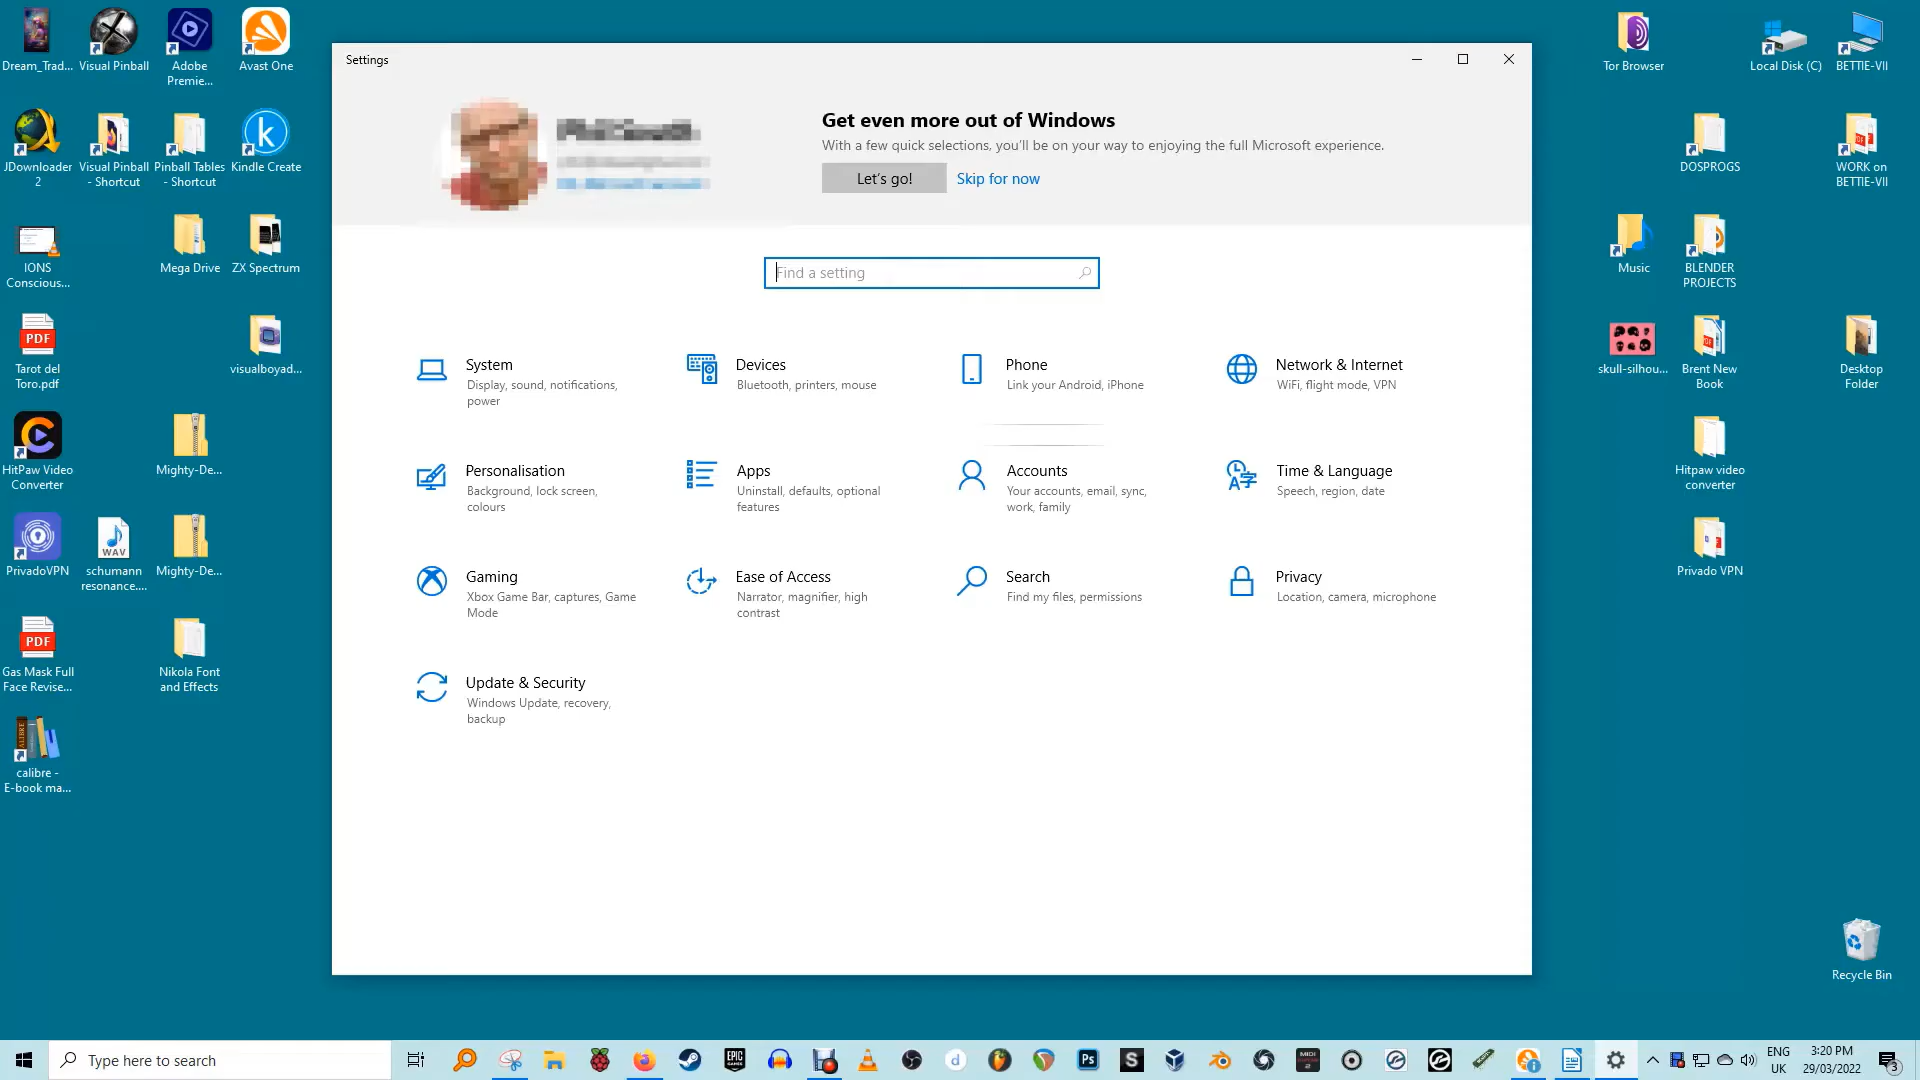 Dream_Trad...
Visual Pinball
Adobe
Premie...
Avast One
JDownloader
2
Visual Pinball
- Shortcut
Pinball Tables
- Shortcut
Kindle Create
IONS
Conscious...
Mega Drive
ZX Spectrum
PDF
Tarot del
Toro.pdf
visualboyad...
HitPaw Video
Converter
Mighty-De...
PrivadoVPN
WAV
schumann
resonance....
Mighty-De...
PDF
Gas Mask Full
Face Revise...
Nikola Font
and Effects
calibre -
E-book ma...
Settings
Get even more out of Windows
With a few quick selections, you'll be on your way to enjoying the full Microsoft experience.
Let's go!
Skip for now
Find a setting
System
Display, sound, notifications,
power
Devices
Bluetooth, printers, mouse
Phone
Link your Android, iPhone
Network & Internet
WiFi, flight mode, VPN
Personalisation
Background, lock screen,
colours
Apps
Uninstall, defaults, optional
features
Accounts
Your accounts, email, sync,
work, family
Time & Language
Speech, region, date
Gaming
Xbox Game Bar, captures, Game
Mode
Ease of Access
Narrator, magnifier, high
contrast
Search
Find my files, permissions
Privacy
Location, camera, microphone
Update & Security
Windows Update, recovery,
backup
Tor Browser
Local Disk (C)
BETTIE-VII
DOSPROGS
WORK on
BETTIE-VII
Music
BLENDER
PROJECTS
skull-silhou...
Brent New
Book
Desktop
Folder
Hitpaw video
converter
Privado VPN
Recycle Bin
Type here to search
EPIC
GAMES
Ps
S
MIDI
2
ENG
UK
3:20 PM
29/03/2022
3